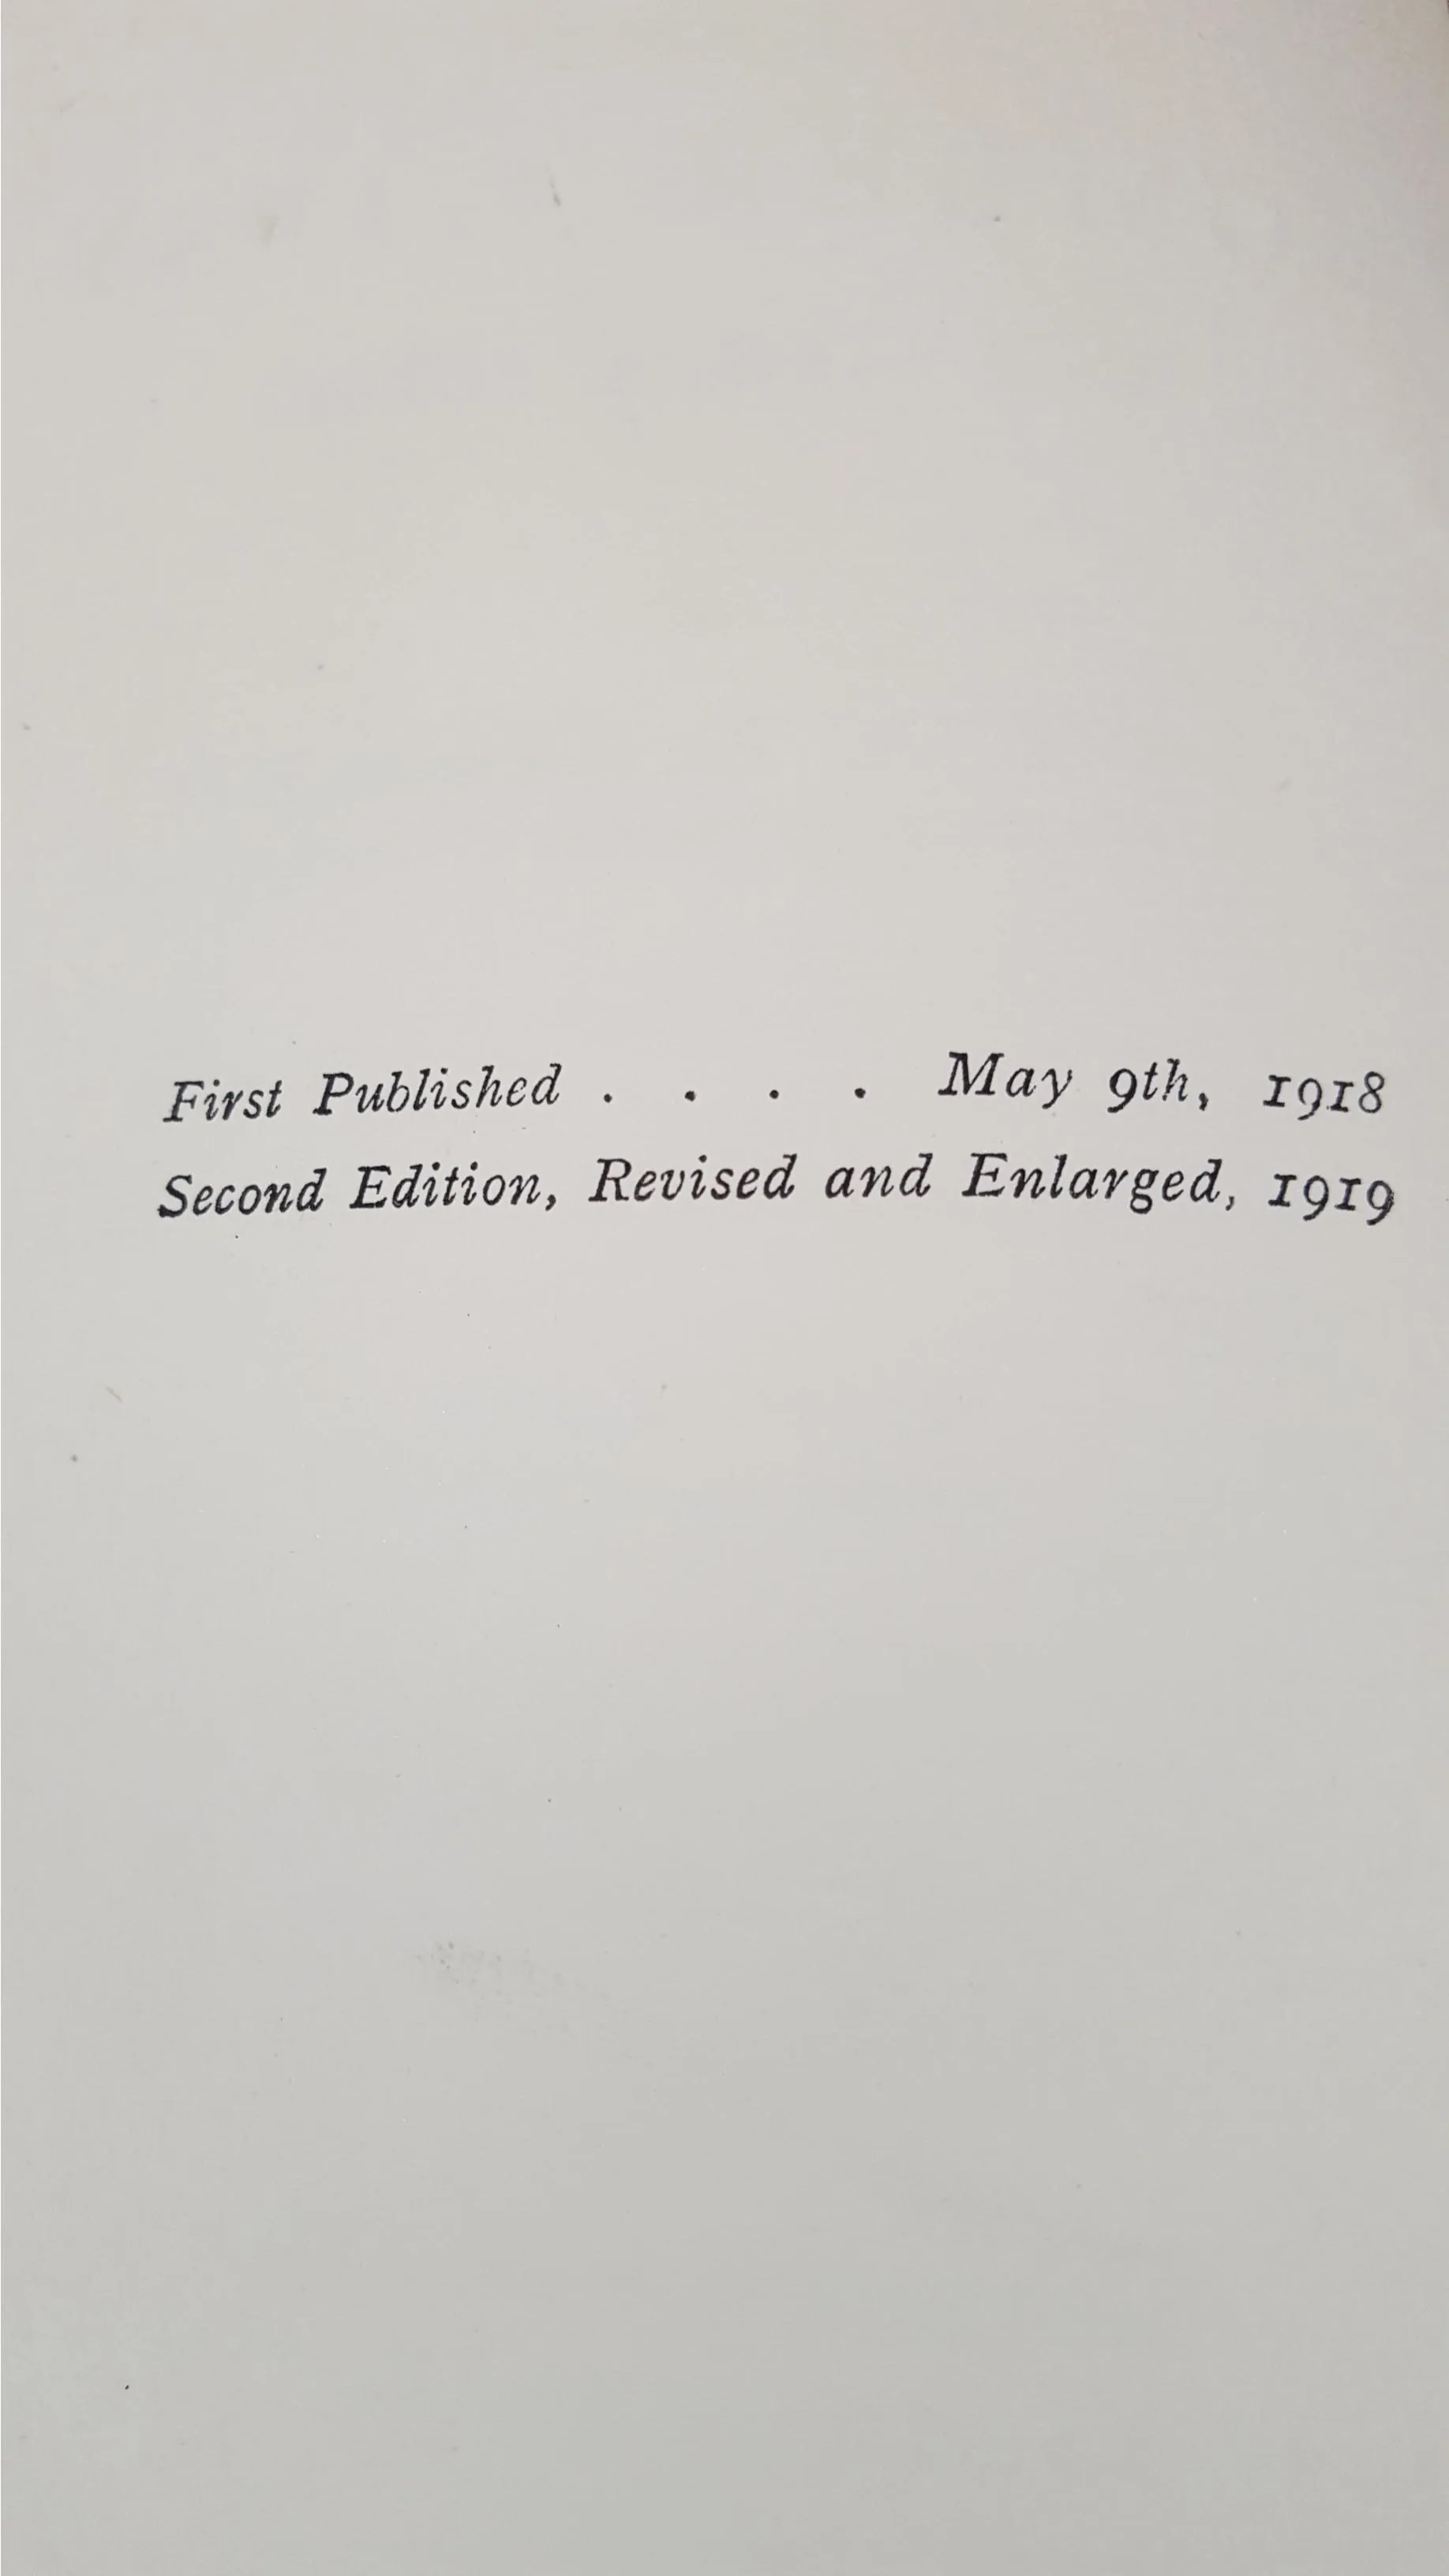 First Published . . . . May 9th, 1918
Second Edition, Revised and Enlarged, 1919